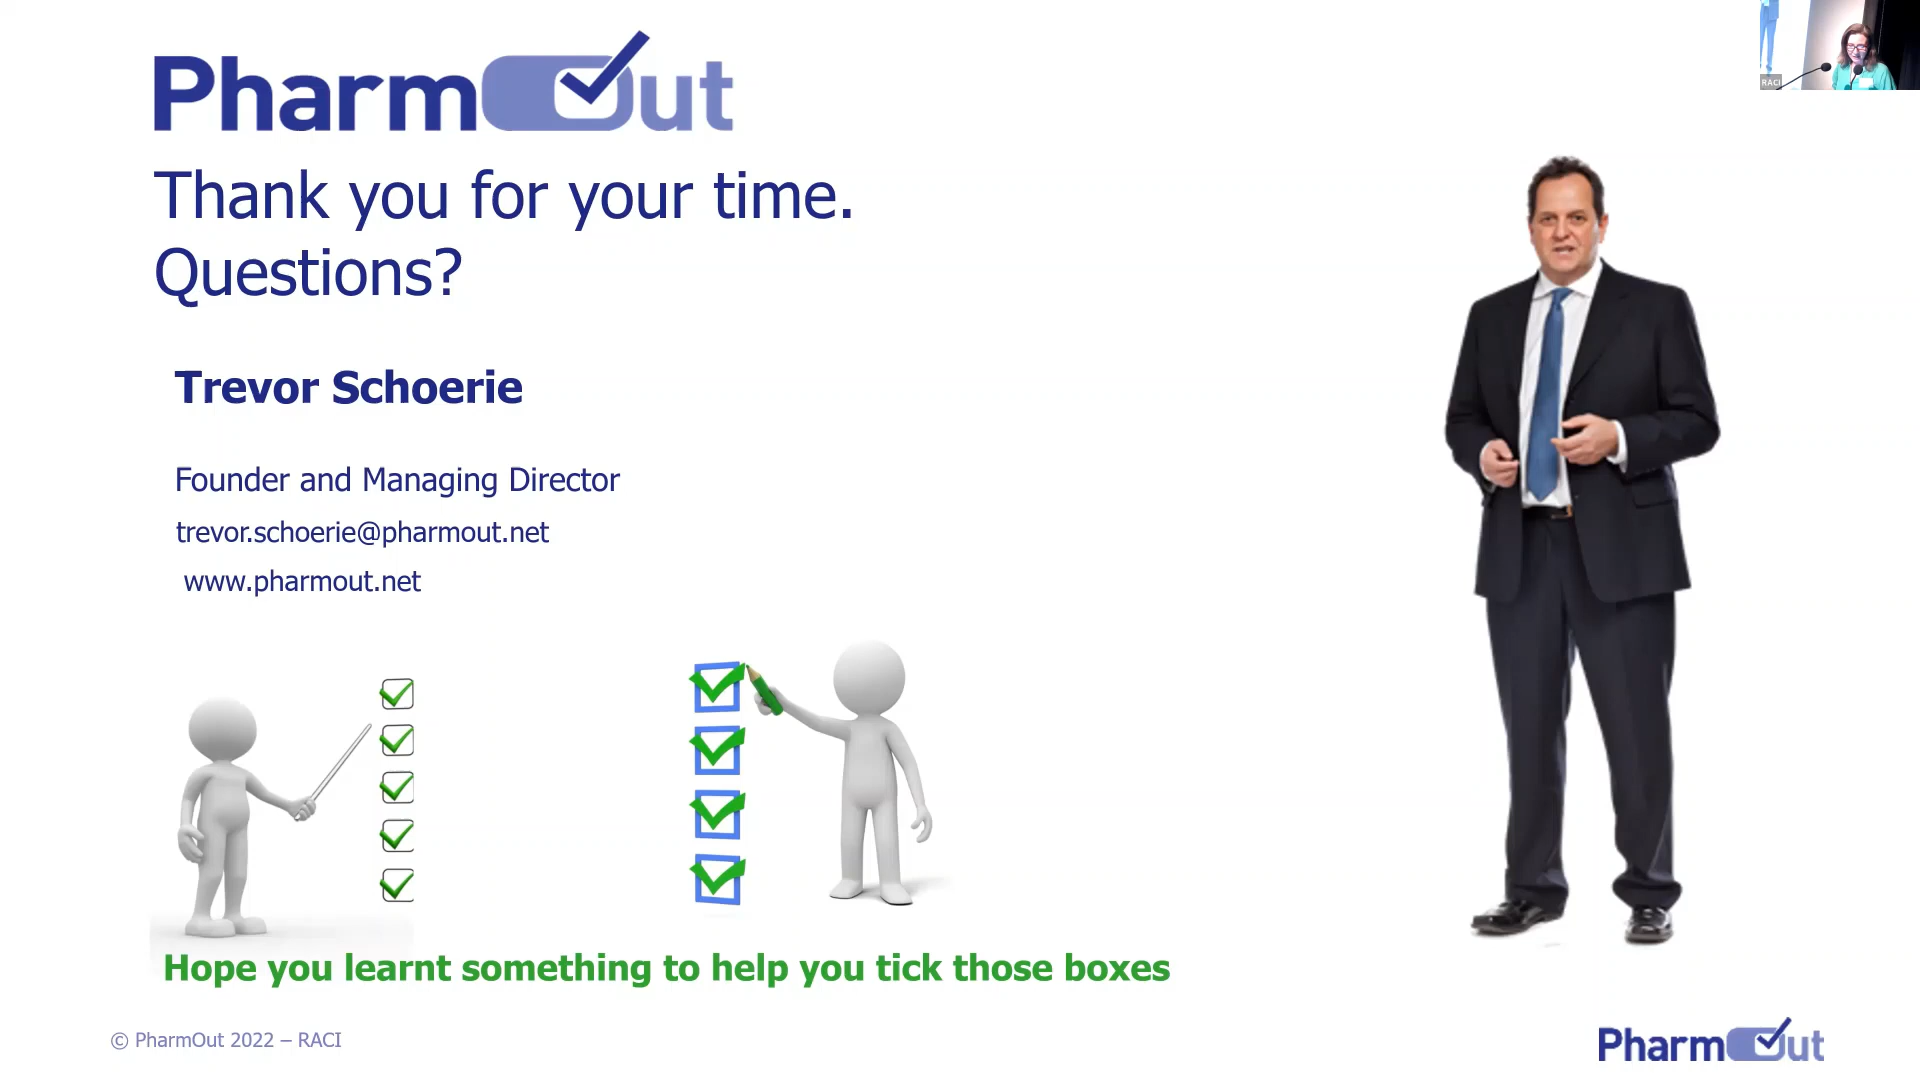 PharmOut
RACI
Thank you for your time.
Questions?
Trevor Schoerie
Founder and Managing Director
trevor.schoerie@pharmout.net
www.pharmout.net
Hope you learnt something to help you tick those boxes
© PharmOut 2022 – RACI
PharmOut